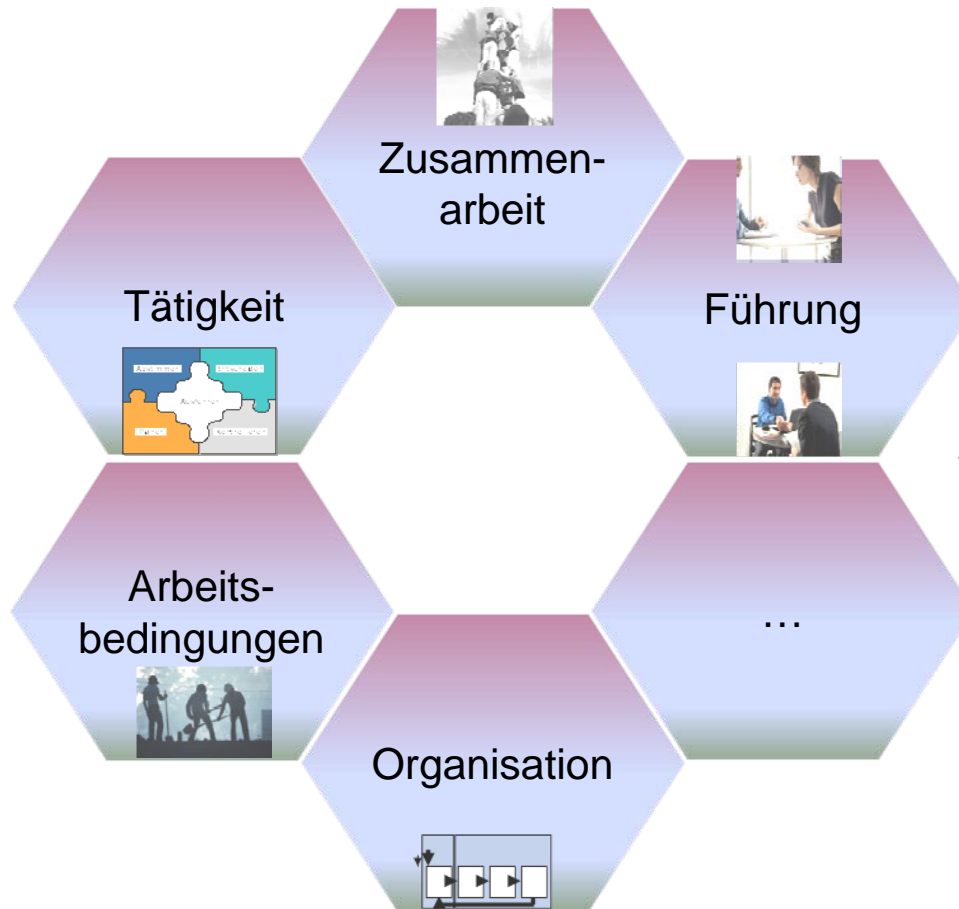 Zusammen-
arbeit
Tätigkeit
Führung
Arbeits-
bedingungen
…
Organisation